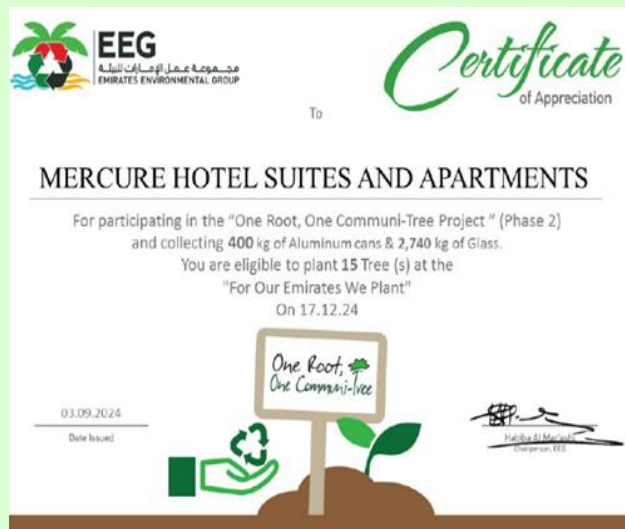 EEG
مجـمـوعة عمل الإمـارات للبيئة
EMIRATES ENVIRONMENTAL GROUP
Certificate
of Appreciation
To
MERCURE HOTEL SUITES AND APARTMENTS
For participating in the "One Root, One Communi-Tree Project " (Phase 2)
and collecting 400 kg of Aluminum cans & 2,740 kg of Glass.
You are eligible to plant 15 Tree (s) at the
"For Our Emirates We Plant"
On 17.12.24
One Root,
One Communi-Tree
03.09.2024
Date Issued
Habiba Al Mar'ashi
Chairperson, EEG